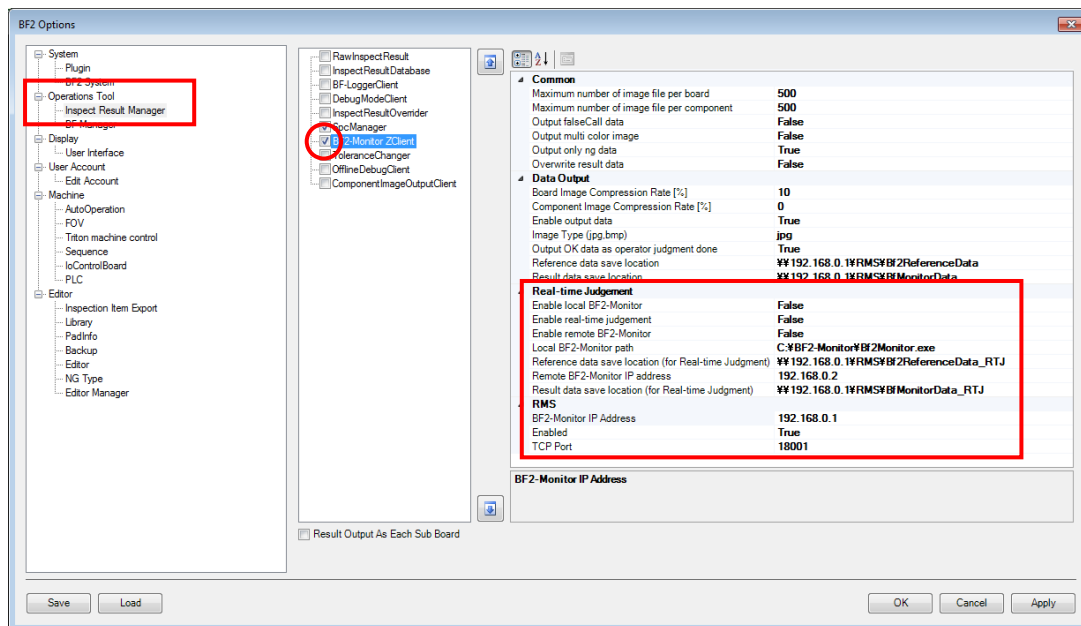 BF2 Options
System
Plugin
BF2 System
Operations Tool
Inspect Result Manager
BF Manager
Display
User Interface
User Account
Edit Account
Machine
AutoOperation
FOV
Triton machine control
Sequence
IoControlBoard
PLC
Editor
Inspection Item Export
Library
PadInfo
Backup
Editor
NG Type
Editor Manager
RawInspectResult
InspectResultDatabase
BF-LoggerClient
DebugModeClient
InspectResultOverrider
SpcManager
BF2-Monitor ZClient
ToleranceChanger
OfflineDebugClient
ComponentImageOutputClient
Result Output As Each Sub Board
Common
Maximum number of image file per board 500
Maximum number of image file per component 500
Output falseCall data False
Output multi color image False
Output only ng data True
Overwrite result data False
Data Output
Board Image Compression Rate [%] 10
Component Image Compression Rate [%] 0
Enable output data True
Image Type (jpg,bmp) jpg
Output OK data as operator judgment done True
Reference data save location ¥¥192.168.0.1¥RMS¥Bf2ReferenceData
Result data save location ¥¥192.168.0.1¥RMS¥BfMonitorData
Real-time Judgement
Enable local BF2-Monitor False
Enable real-time judgement False
Enable remote BF2-Monitor False
Local BF2-Monitor path C:¥BF2-Monitor¥Bf2Monitor.exe
Reference data save location (for Real-time Judgment) ¥¥192.168.0.1¥RMS¥Bf2ReferenceData_RTJ
Remote BF2-Monitor IP address 192.168.0.2
Result data save location (for Real-time Judgment) ¥¥192.168.0.1¥RMS¥BfMonitorData_RTJ
RMS
BF2-Monitor IP Address 192.168.0.1
Enabled True
TCP Port 18001
BF2-Monitor IP Address
Save Load OK Cancel Apply